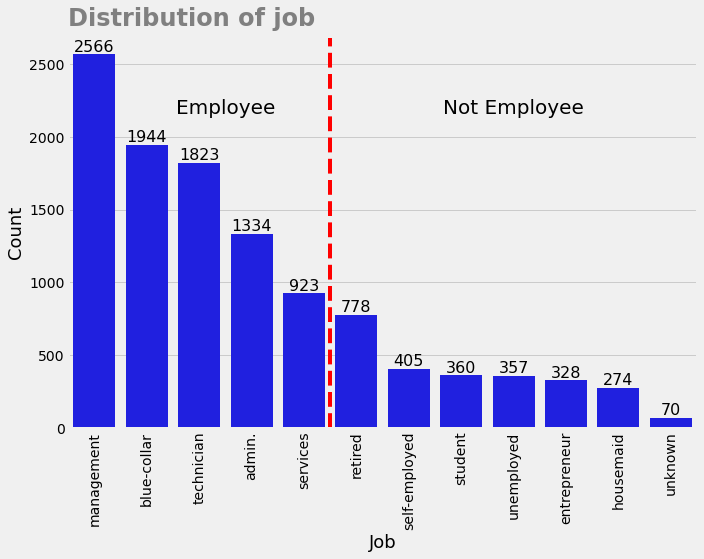 Distribution of job
2566
2500
Employee
Not Employee
1944
2000
1823
1500
1334
Count
1000
923
778
500
405
360
357
328
274
70
0
management
blue-collar
technician
admin.
services
retired
self-employed
student
unemployed
entrepreneur
housemaid
unknown
Job